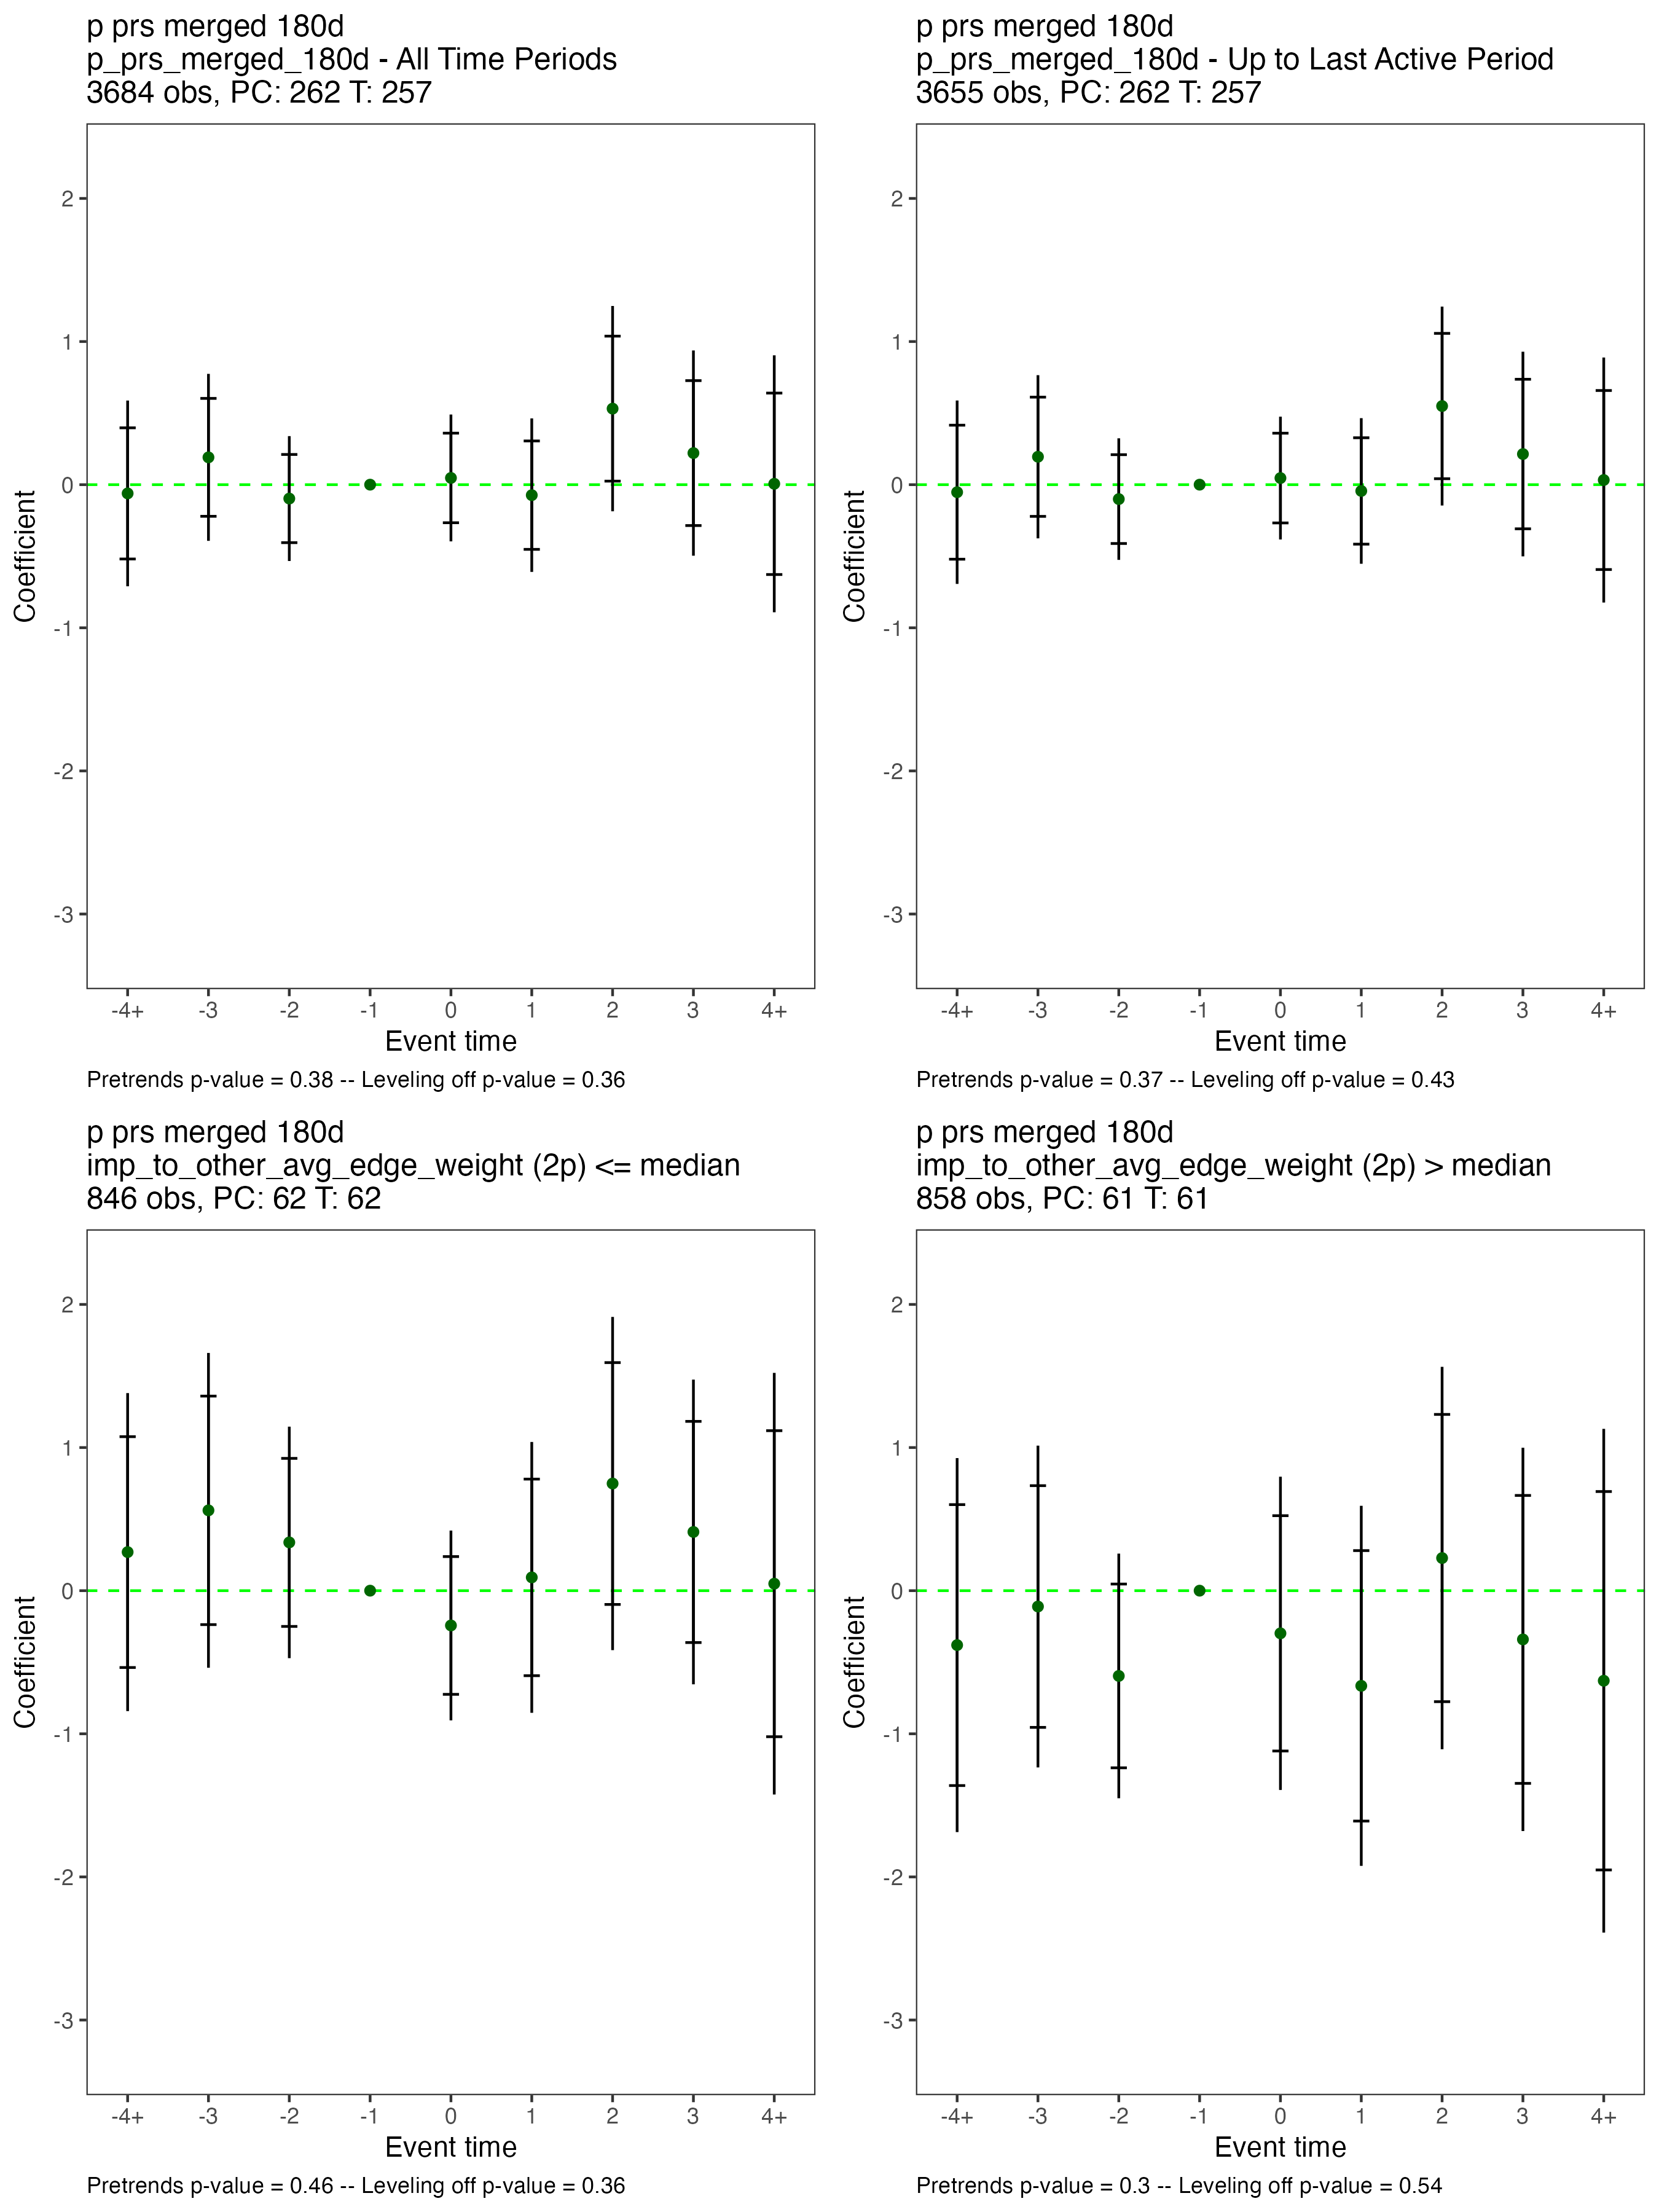 p prs merged 180d
p_prs_merged_180d - All Time Periods
3684 obs, PC: 262 T: 257
2
1
0
-1
-2
-3
Coefficient
-4+ -3 -2 -1 0 1 2 3 4+
Event time
Pretrends p-value = 0.38 -- Leveling off p-value = 0.36
p prs merged 180d
p_prs_merged_180d - Up to Last Active Period
3655 obs, PC: 262 T: 257
2
1
0
-1
-2
-3
Coefficient
-4+ -3 -2 -1 0 1 2 3 4+
Event time
Pretrends p-value = 0.37 -- Leveling off p-value = 0.43
p prs merged 180d
imp_to_other_avg_edge_weight (2p) <= median
846 obs, PC: 62 T: 62
2
1
0
-1
-2
-3
Coefficient
-4+ -3 -2 -1 0 1 2 3 4+
Event time
Pretrends p-value = 0.46 -- Leveling off p-value = 0.36
p prs merged 180d
imp_to_other_avg_edge_weight (2p) > median
858 obs, PC: 61 T: 61
2
1
0
-1
-2
-3
Coefficient
-4+ -3 -2 -1 0 1 2 3 4+
Event time
Pretrends p-value = 0.3 -- Leveling off p-value = 0.54